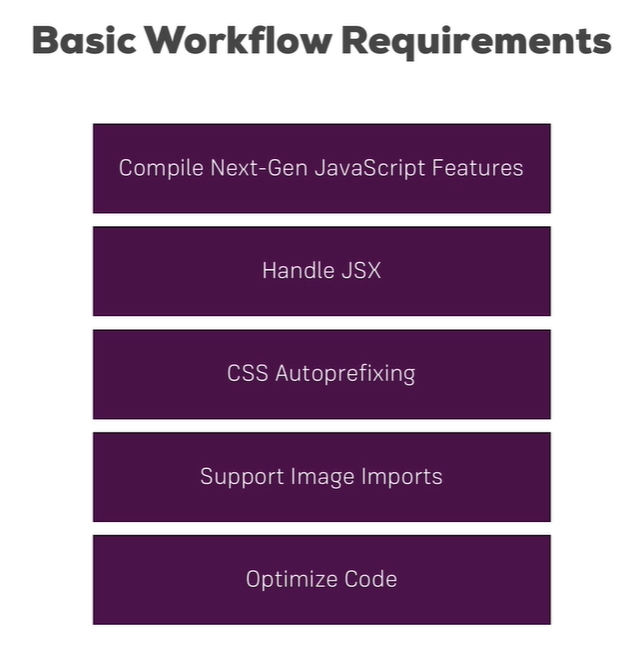 Basic Workflow Requirements
Compile Next-Gen JavaScript Features
Handle JSX
CSS Autoprefixing
Support Image Imports
Optimize Code